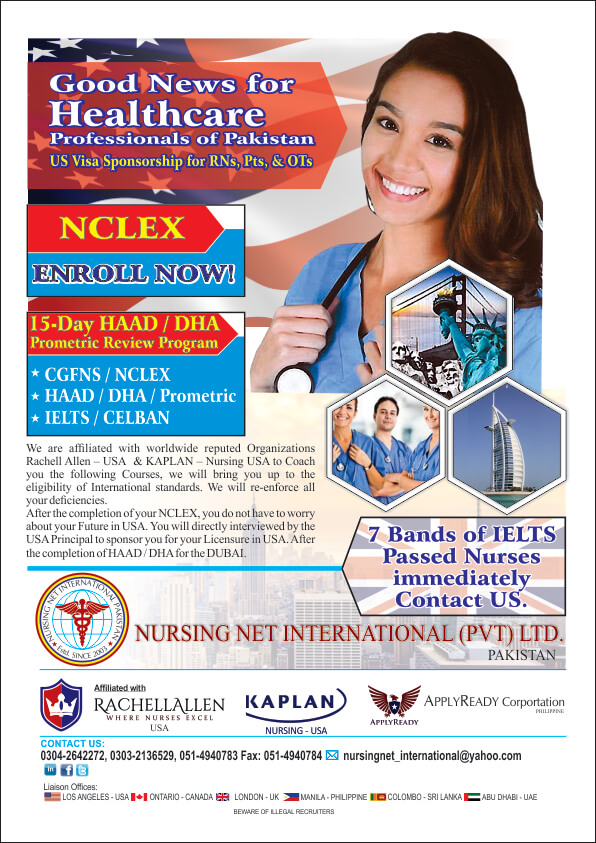 Good News for
Healthcare
Professionals of Pakistan
US Visa Sponsorship for RNs, Pts, & OTs
NCLEX
ENROLL NOW!
15-Day HAAD / DHA
Prometric Review Program
★ CGFNS / NCLEX
★ HAAD / DHA / Prometric
★ IELTS / CELBAN
We are affiliated with worldwide reputed Organizations
Rachell Allen – USA & KAPLAN – Nursing USA to Coach
you the following Courses, we will bring you up to the
eligibility of International standards. We will re-enforce all
your deficiencies.
After the completion of your NCLEX, you do not have to worry
about your Future in USA. You will directly interviewed by the
USA Principal to sponsor you for your Licensure in USA. After
the completion of HAAD / DHA for the DUBAI.
7 Bands of IELTS
Passed Nurses
immediately
Contact US.
NURSING NET INTERNATIONAL PAKISTAN
Estd. SINCE 2003
NURSING NET INTERNATIONAL (PVT) LTD.
PAKISTAN
Affiliated with
RACHELLALLEN
WHERE NURSES EXCEL
USA
KAPLAN
NURSING - USA
APPLYREADY
APPLYREADY Corportation
PHILIPPINE
CONTACT US:
0304-2642272, 0303-2136529, 051-4940783 Fax: 051-4940784 nursingnet_international@yahoo.com
Liaison Offices:
LOS ANGELES - USA ONTARIO - CANADA LONDON - UK MANILA - PHILIPPINE COLOMBO - SRI LANKA ABU DHABI - UAE
BEWARE OF ILLEGAL RECRUITERS